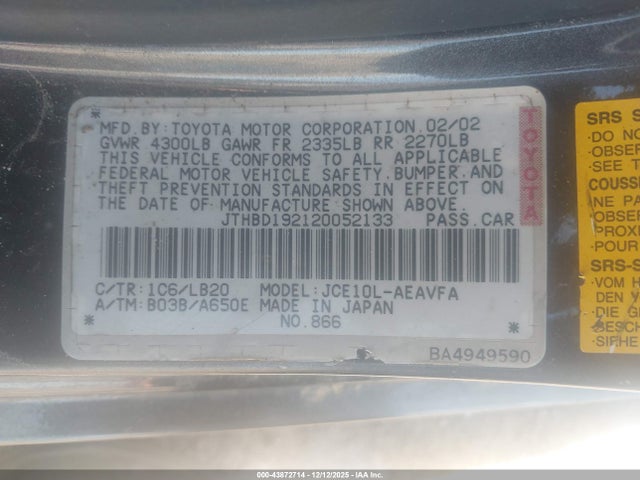 MFD.BY:TOYOTA MOTOR CORPORATION 02/02
GVWR 4300LB GAWR FR 2335LB RR 2270LB
THIS VEHICLE CONFORMS TO ALL APPLICABLE
FEDERAL MOTOR VEHICLE SAFETY,BUMPER,AND
THEFT PREVENTION STANDARDS IN EFFECT ON
THE DATE OF MANUFACTURE SHOWN ABOVE.
JTHBD192120052133 PASS.CAR
TOYOTA
C/TR:1C6/LB20 MODEL:JCE10L-AEAVFA
A/TM:B03B/A650E MADE IN JAPAN
* NO.866 *
BA4949590
SRS S
-DO NO
OBSER
-SEE T
COUSSI
-NE PA
D'UN
PROXIM
-POUR
SRS-S
-VOM H
DEN V
-DIE G
BESCH
-NÄHE
000-43872714 - 12/12/2025 - IAA, Inc.